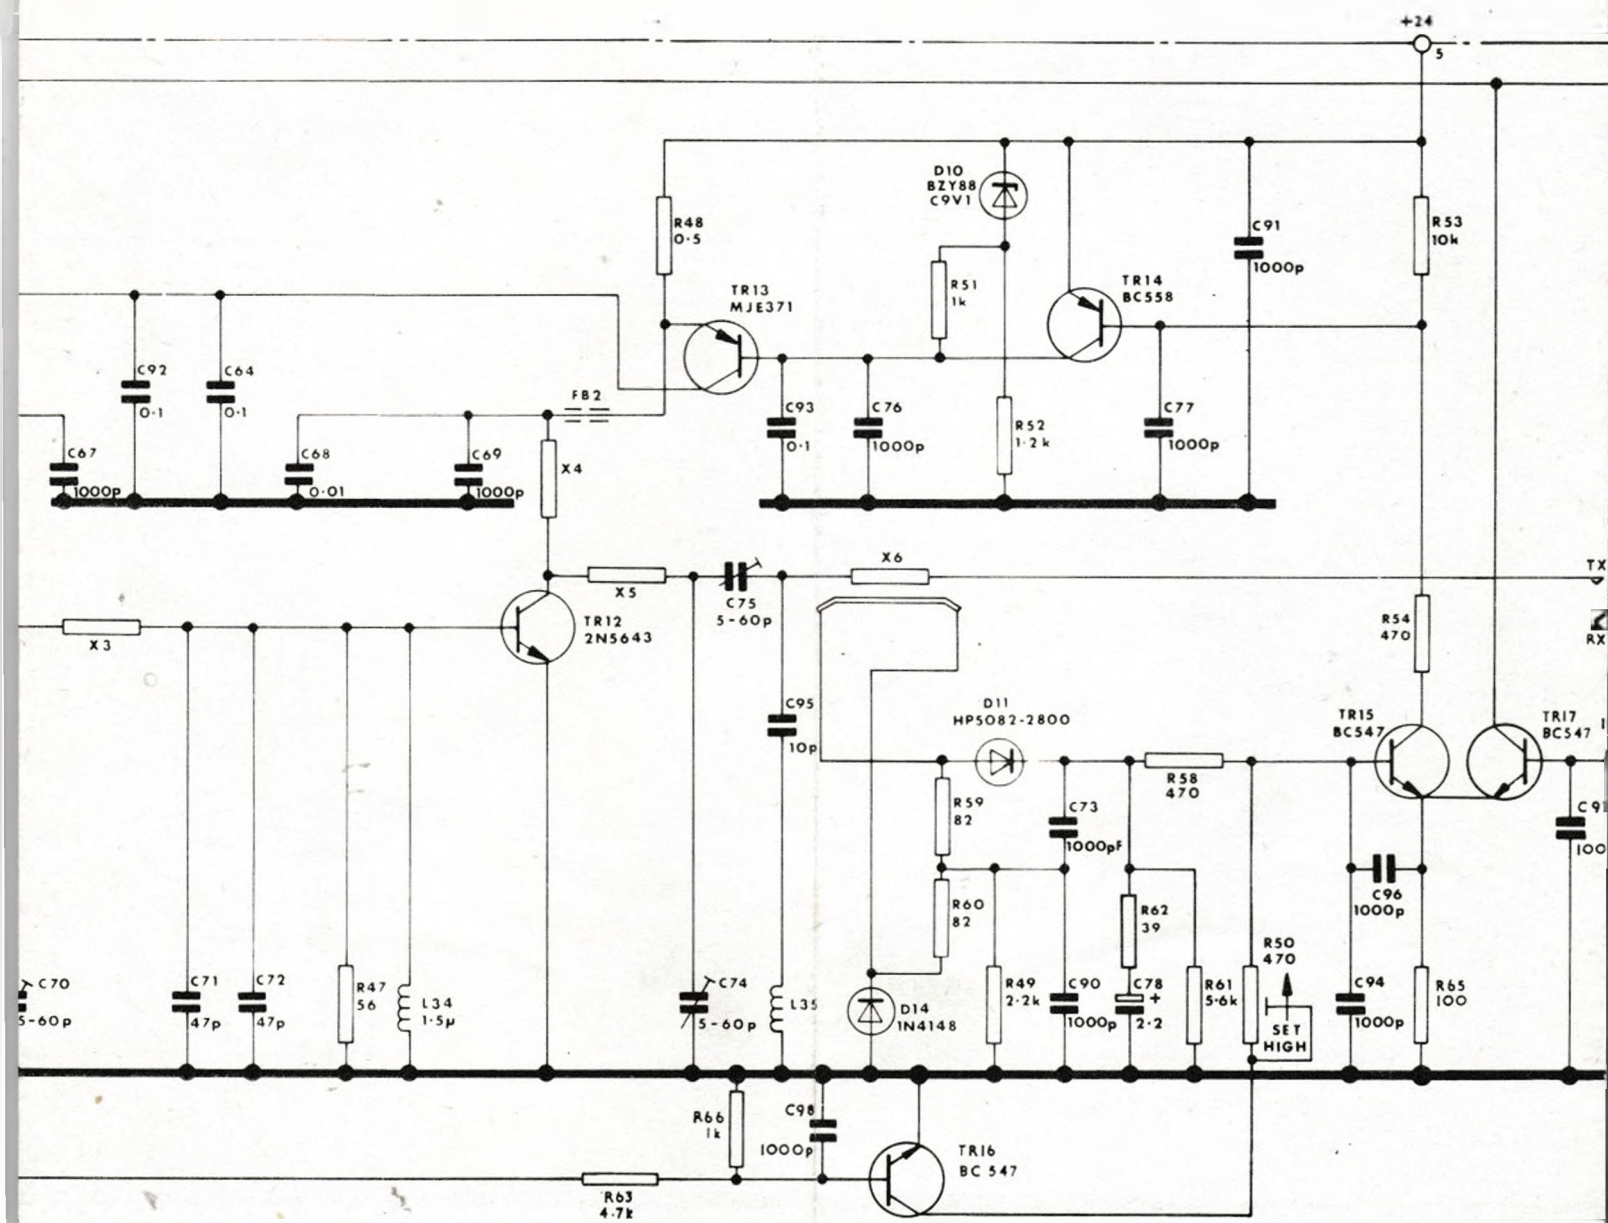 +24
5
D10
BZY88
C9V1
R48
0·5
C91
1000p
R53
10k
TR13
MJE371
R51
1k
TR14
BC558
C92
0·1
C64
0·1
FB2
C93
0·1
C76
1000p
R52
1·2k
C77
1000p
C67
1000p
C68
0·01
C69
1000p
X4
X6
TX
X5
C75
5-60p
TR12
2N5643
X3
R54
470
RX
C95
10p
D11
HP5082-2800
TR15
BC547
TR17
BC547
R58
470
R59
82
C73
1000pF
C91
100
R60
82
C96
1000p
R62
39
R50
470
C70
5-60p
C71
47p
C72
47p
R47
56
L34
1·5µ
C74
5-60p
L35
D14
1N4148
R49
2·2k
C90
1000p
C78
+
2·2
R61
5·6k
SET
HIGH
C94
1000p
R65
100
R66
1k
C98
1000p
TR16
BC 547
R63
4·7k